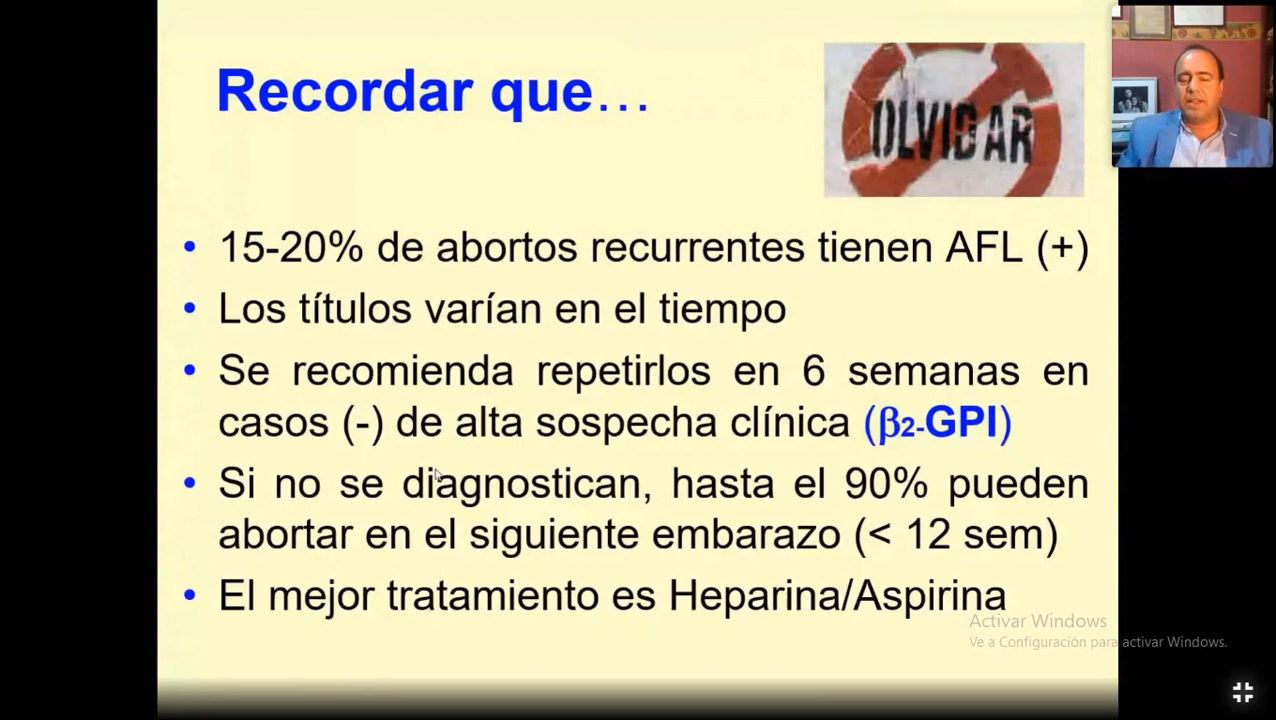 Recordar que…
OLVIDAR
• 15-20% de abortos recurrentes tienen AFL (+)
• Los títulos varían en el tiempo
• Se recomienda repetirlos en 6 semanas en
casos (-) de alta sospecha clínica (β2-GPI)
• Si no se diagnostican, hasta el 90% pueden
abortar en el siguiente embarazo (< 12 sem)
• El mejor tratamiento es Heparina/Aspirina
Activar Windows
Ve a Configuración para activar Windows.